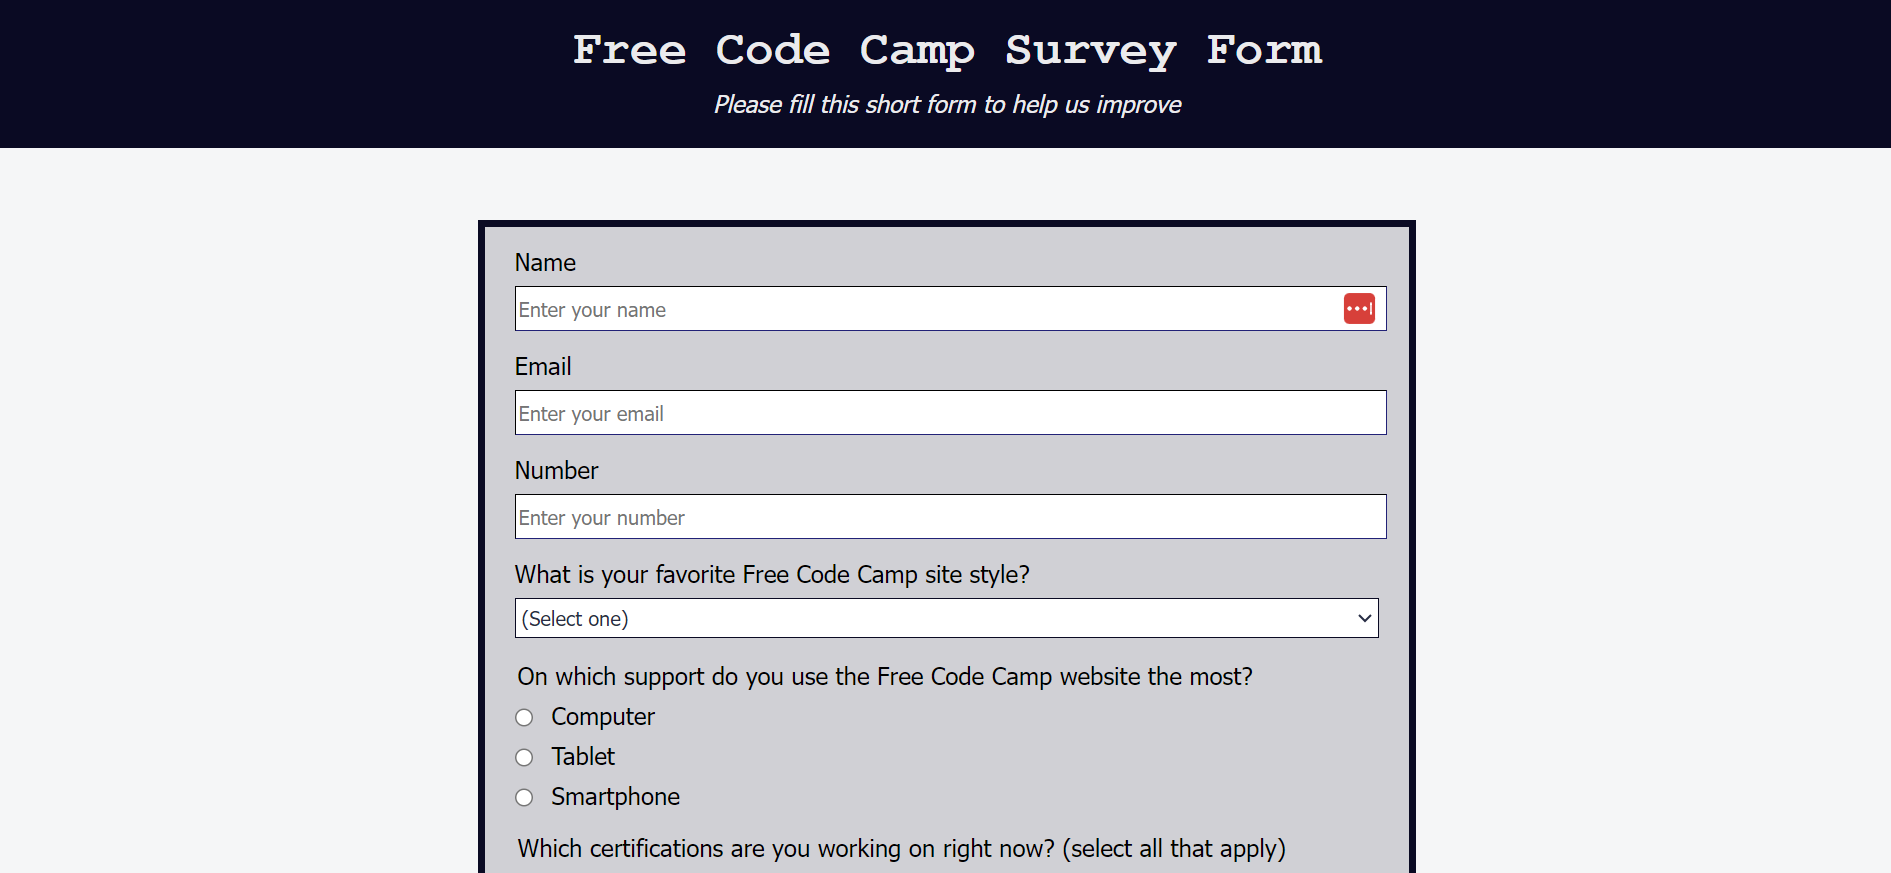 Free Code Camp Survey Form
Please fill this short form to help us improve
Name
Enter your name
Email
Enter your email
Number
Enter your number
What is your favorite Free Code Camp site style?
(Select one)
On which support do you use the Free Code Camp website the most?
Computer
Tablet
Smartphone
Which certifications are you working on right now? (select all that apply)